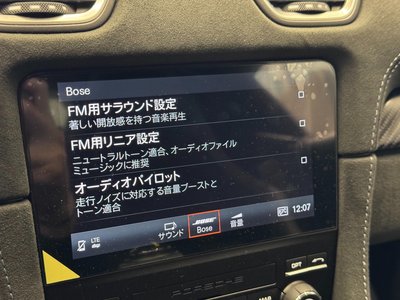 Bose
FM用サラウンド設定
著しい開放感を持つ音楽再生
FM用リニア設定
ニュートラルトーン適合、オーディオファイル
ミュージックに推奨
オーディオパイロット
走行ノイズに対応する音量ブーストと
トーン適合
LTE
サウンド
BOSE
Bose
音量
12:07
PORSCHE
OPT
MAP